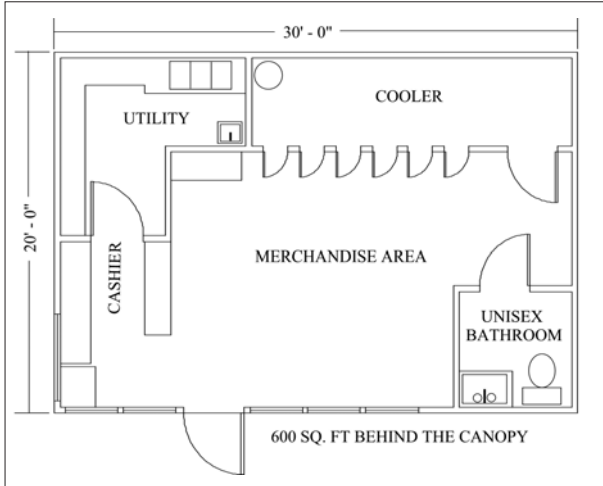 30' - 0"
COOLER
UTILITY
20' - 0"
CASHIER
MERCHANDISE AREA
UNISEX
BATHROOM
600 SQ. FT BEHIND THE CANOPY